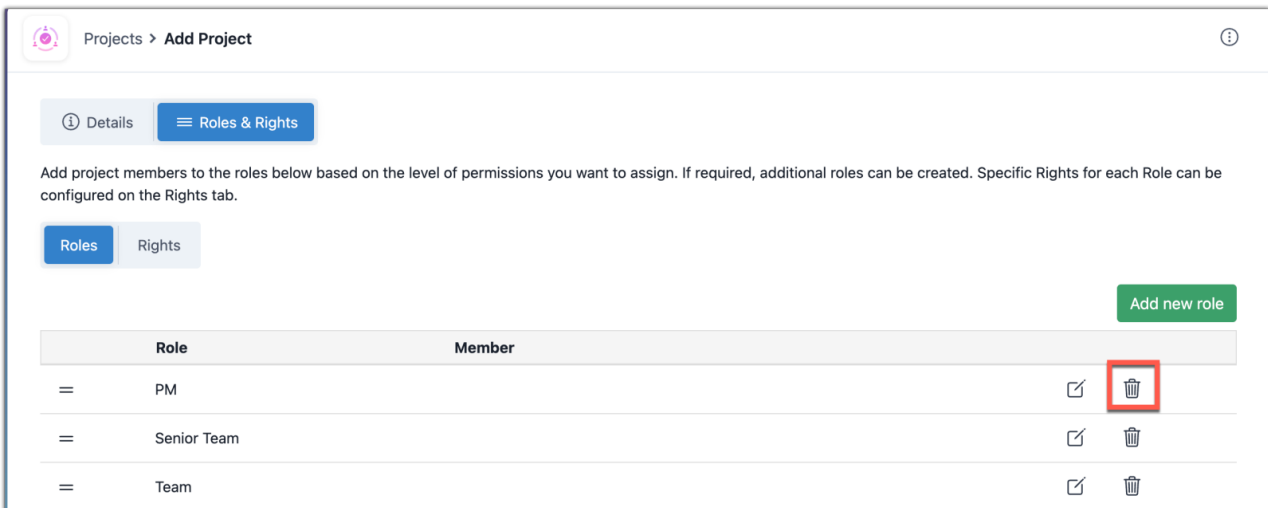 Projects > Add Project
Details
Roles & Rights
Add project members to the roles below based on the level of permissions you want to assign. If required, additional roles can be created. Specific Rights for each Role can be
configured on the Rights tab.
Roles Rights
Add new role
Role Member
PM
Senior Team
Team